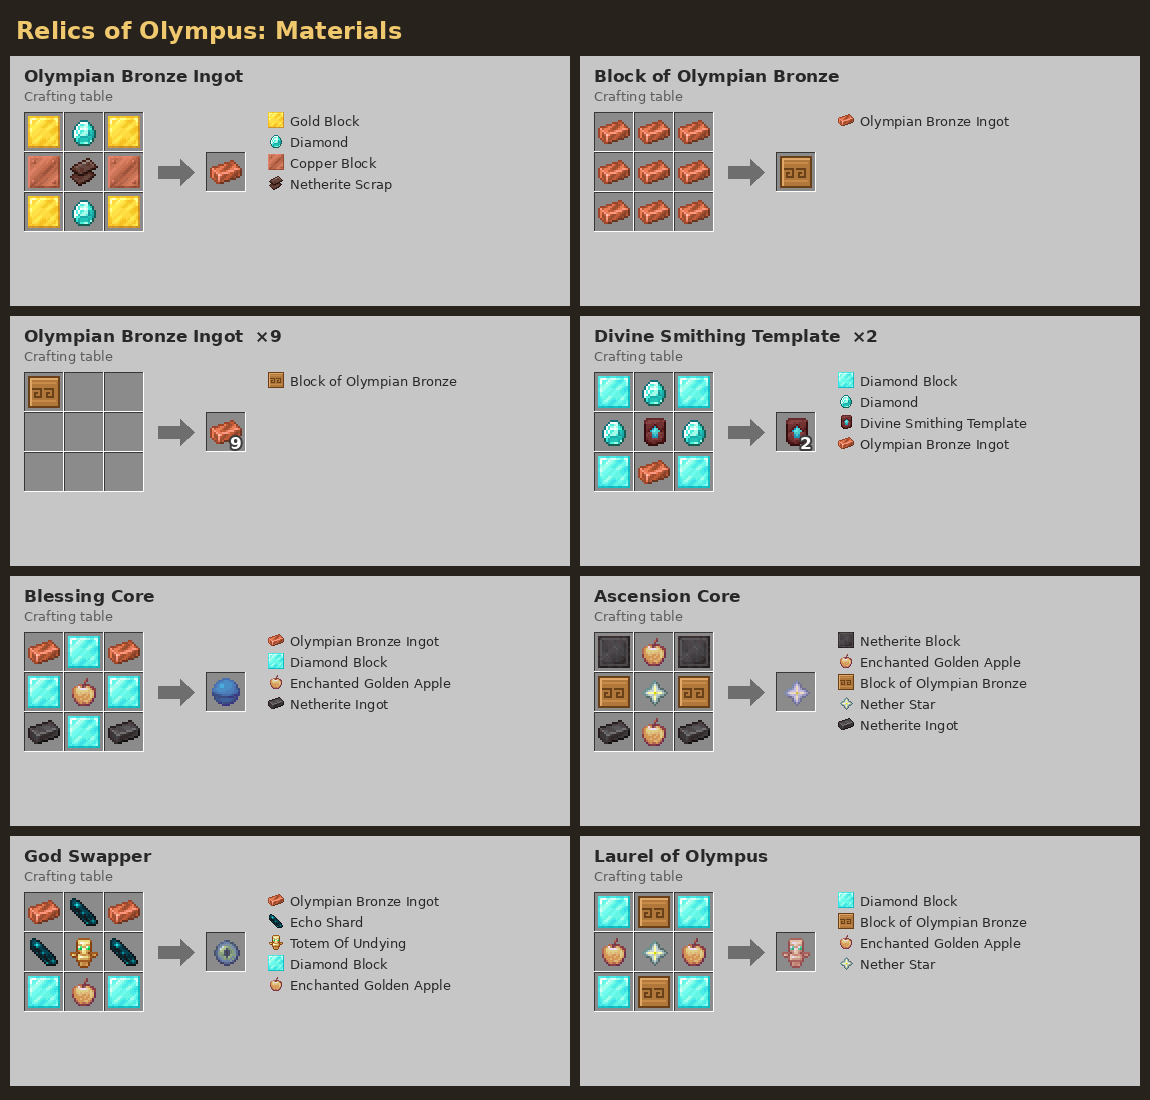 Relics of Olympus: Materials
Olympian Bronze Ingot
Crafting table
Gold Block
Diamond
Copper Block
Netherite Scrap
Block of Olympian Bronze
Crafting table
Olympian Bronze Ingot
Olympian Bronze Ingot ×9
Crafting table
Block of Olympian Bronze
9
Divine Smithing Template ×2
Crafting table
Diamond Block
Diamond
Divine Smithing Template
Olympian Bronze Ingot
2
Blessing Core
Crafting table
Olympian Bronze Ingot
Diamond Block
Enchanted Golden Apple
Netherite Ingot
Ascension Core
Crafting table
Netherite Block
Enchanted Golden Apple
Block of Olympian Bronze
Nether Star
Netherite Ingot
God Swapper
Crafting table
Olympian Bronze Ingot
Echo Shard
Totem Of Undying
Diamond Block
Enchanted Golden Apple
Laurel of Olympus
Crafting table
Diamond Block
Block of Olympian Bronze
Enchanted Golden Apple
Nether Star